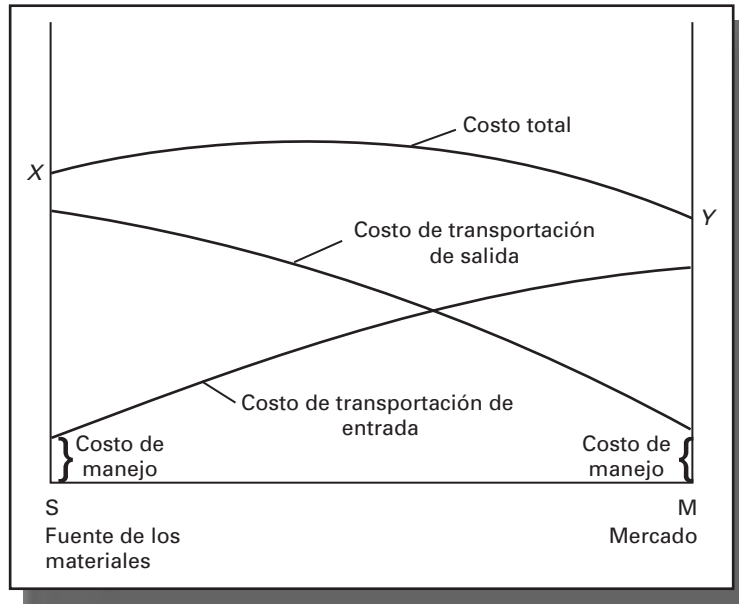 Costo total
X
Y
Costo de transportación
de salida
Costo de transportación de
entrada
Costo de
manejo
Costo de
manejo
S
Fuente de los
materiales
M
Mercado